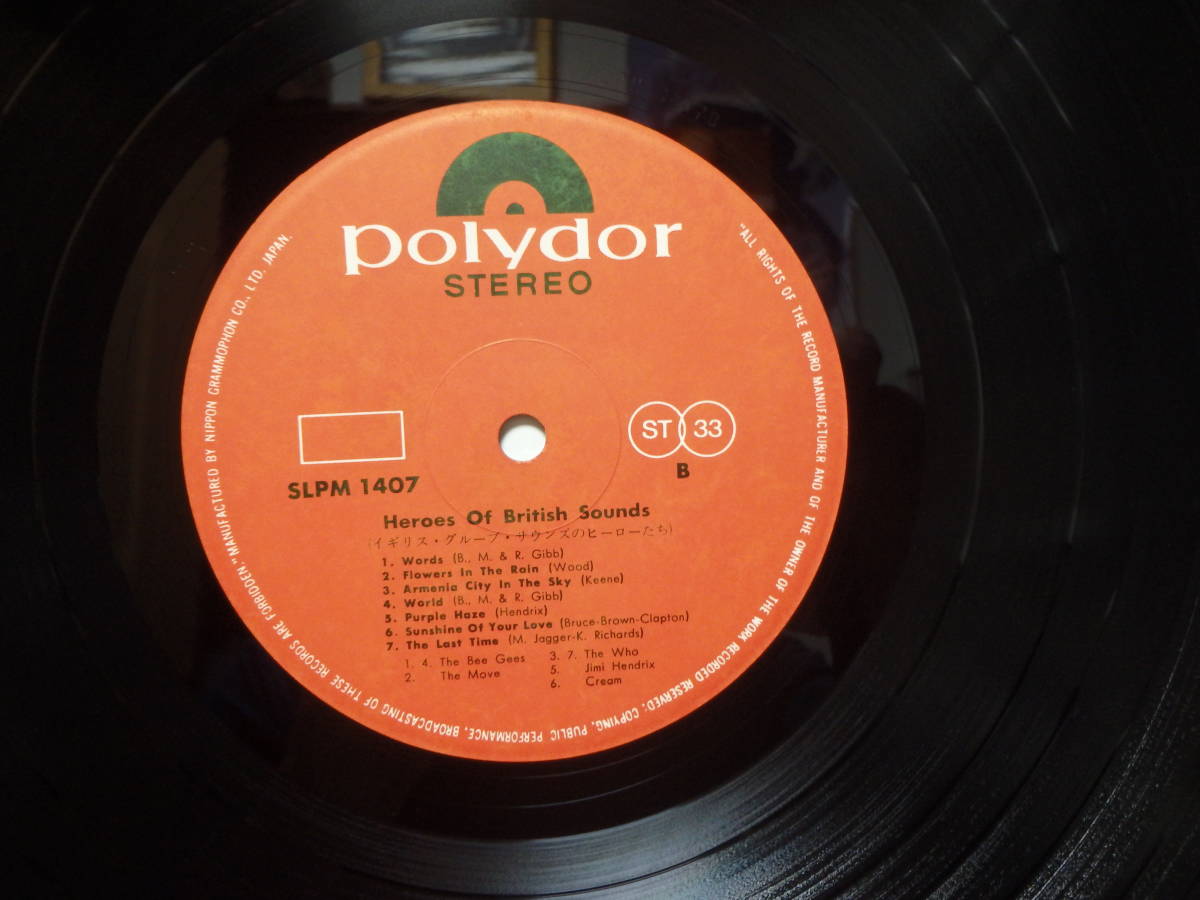 polydor
STEREO
"ALL RIGHTS OF THE RECORD MANUFACTURER AND OF THE OWNER OF THE WORK RECORDED RESERVED; COPYING, PUBLIC PERFORMANCE, BROADCASTING OF THESE RECORDS ARE FORBIDDEN." MANUFACTURED BY NIPPON GRAMMOPHON CO., LTD. JAPAN.
ST 33
SLPM 1407
B
Heroes Of British Sounds
(イギリス・グループ・サウンズのヒーローたち)
1. Words (B., M. & R. Gibb)
2. Flowers In The Rain (Wood)
3. Armenia City In The Sky (Keene)
4. World (B., M. & R. Gibb)
5. Purple Haze (Hendrix)
6. Sunshine Of Your Love (Bruce-Brown-Clapton)
7. The Last Time (M. Jagger-K. Richards)
1. 4. The Bee Gees 3. 7. The Who
2. The Move 5. Jimi Hendrix
6. Cream